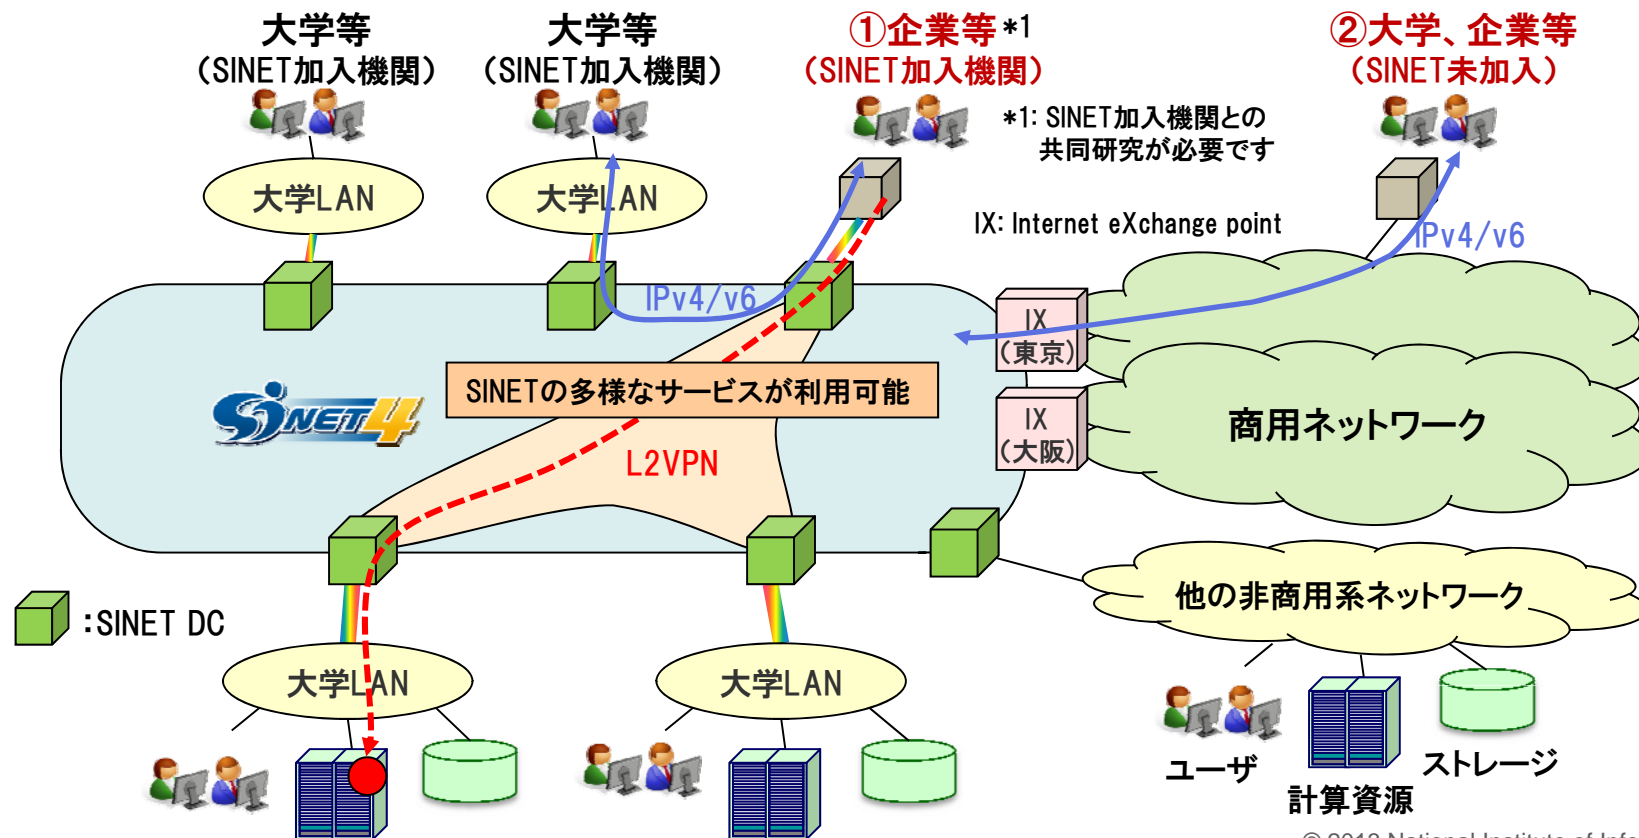 大学等
（SINET加入機関）
大学等
（SINET加入機関）
①企業等*1
（SINET加入機関）
②大学、企業等
（SINET未加入）
*1: SINET加入機関との
共同研究が必要です
大学LAN
大学LAN
IX: Internet eXchange point
IPv4/v6
IPv4/v6
IX
（東京）
SINETの多様なサービスが利用可能
SINET4
IX
（大阪）
商用ネットワーク
L2VPN
:SINET DC
他の非商用系ネットワーク
大学LAN
大学LAN
ユーザ
計算資源
ストレージ
© 2013 National Institute of Info